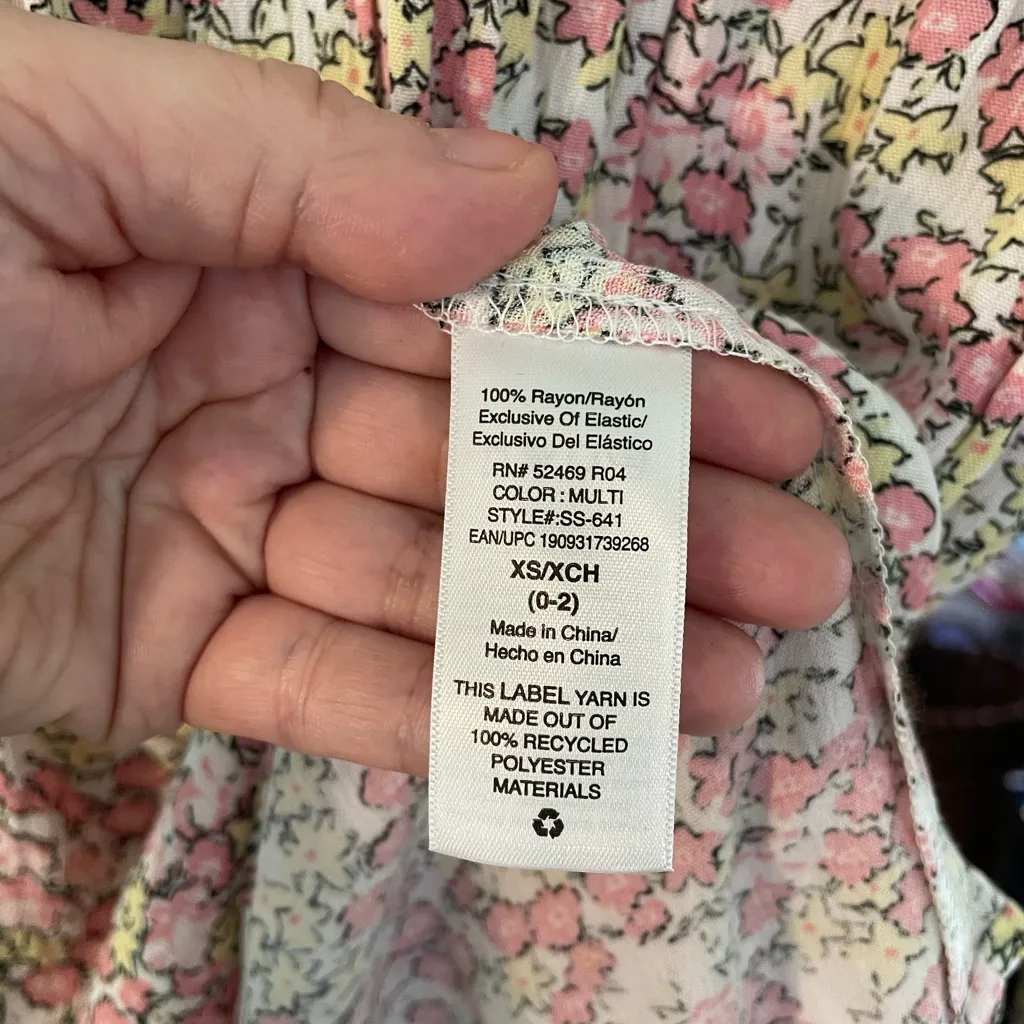 100% Rayon/Rayón
Exclusive Of Elastic/
Exclusivo Del Elástico
RN# 52469 R04
COLOR : MULTI
STYLE#:SS-641
EAN/UPC 190931739268
XS/XCH
(0-2)
Made in China/
Hecho en China
THIS LABEL YARN IS
MADE OUT OF
100% RECYCLED
POLYESTER
MATERIALS